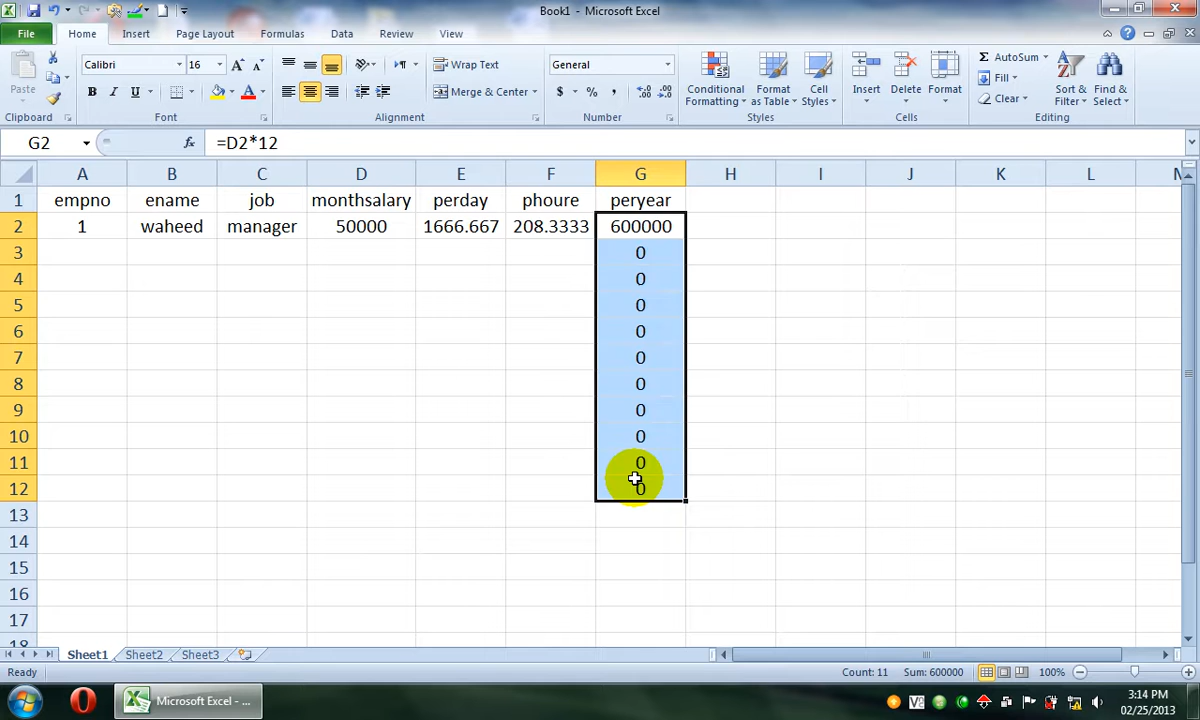 Book1 - Microsoft Excel
File Home Insert Page Layout Formulas Data Review View
Calibri 16 Wrap Text General AutoSum
Paste B I U A Merge & Center $ % , Conditional Formatting Format as Table Cell Styles Insert Delete Format Fill Clear Sort & Filter Find & Select
Clipboard Font Alignment Number Styles Cells Editing
G2 fx =D2*12
A B C D E F G H I J K L M
1 empno ename job monthsalary perday phoure peryear
2 1 waheed manager 50000 1666.667 208.3333 600000
3 0
4 0
5 0
6 0
7 0
8 0
9 0
10 0
11 0
12 0
13
14
15
16
17
18
Sheet1 Sheet2 Sheet3
Ready Count: 11 Sum: 600000 100%
Microsoft Excel - ... 3:14 PM
02/25/2013